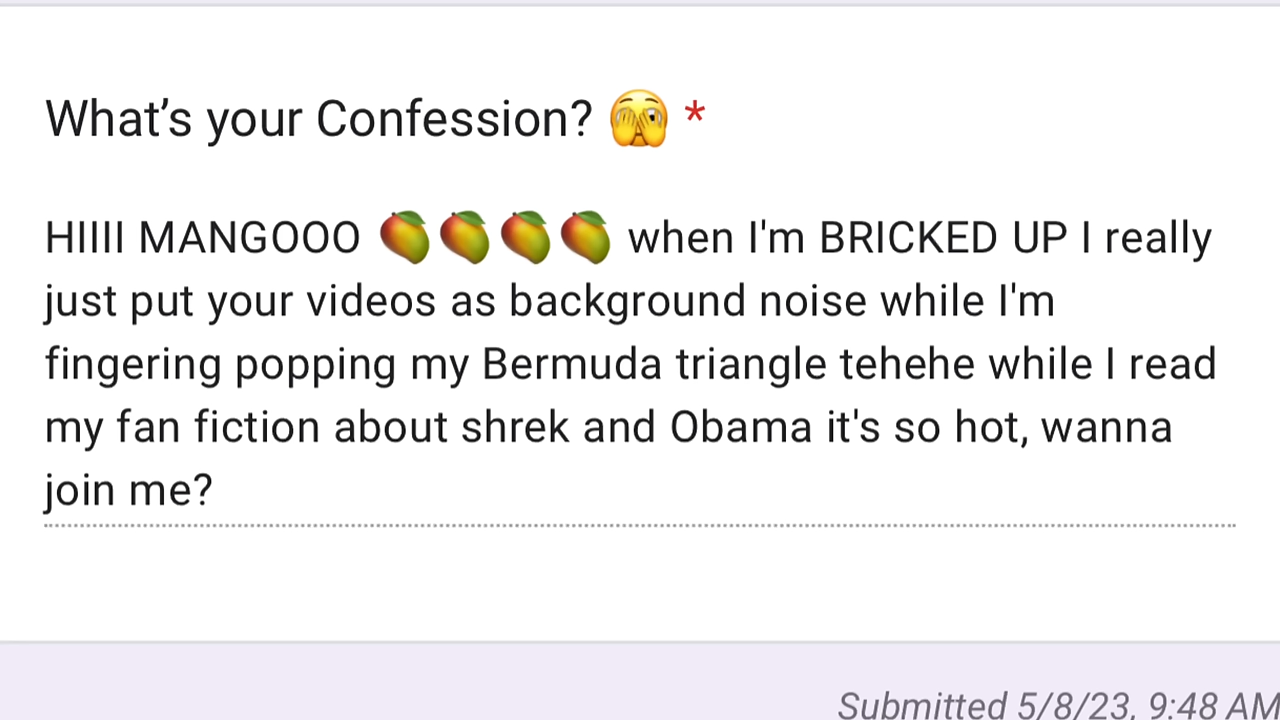 What's your Confession? 🫣 *
HIIII MANGOOO 🥭🥭🥭🥭 when I'm BRICKED UP I really
just put your videos as background noise while I'm
fingering popping my Bermuda triangle tehehe while I read
my fan fiction about shrek and Obama it's so hot, wanna
join me?
Submitted 5/8/23, 9:48 AM